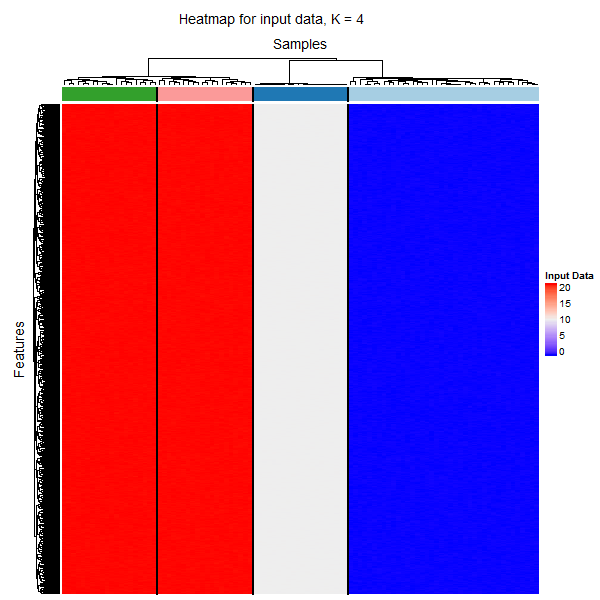 Heatmap for input data, K = 4
Samples
Features
Input Data
20
15
10
5
0